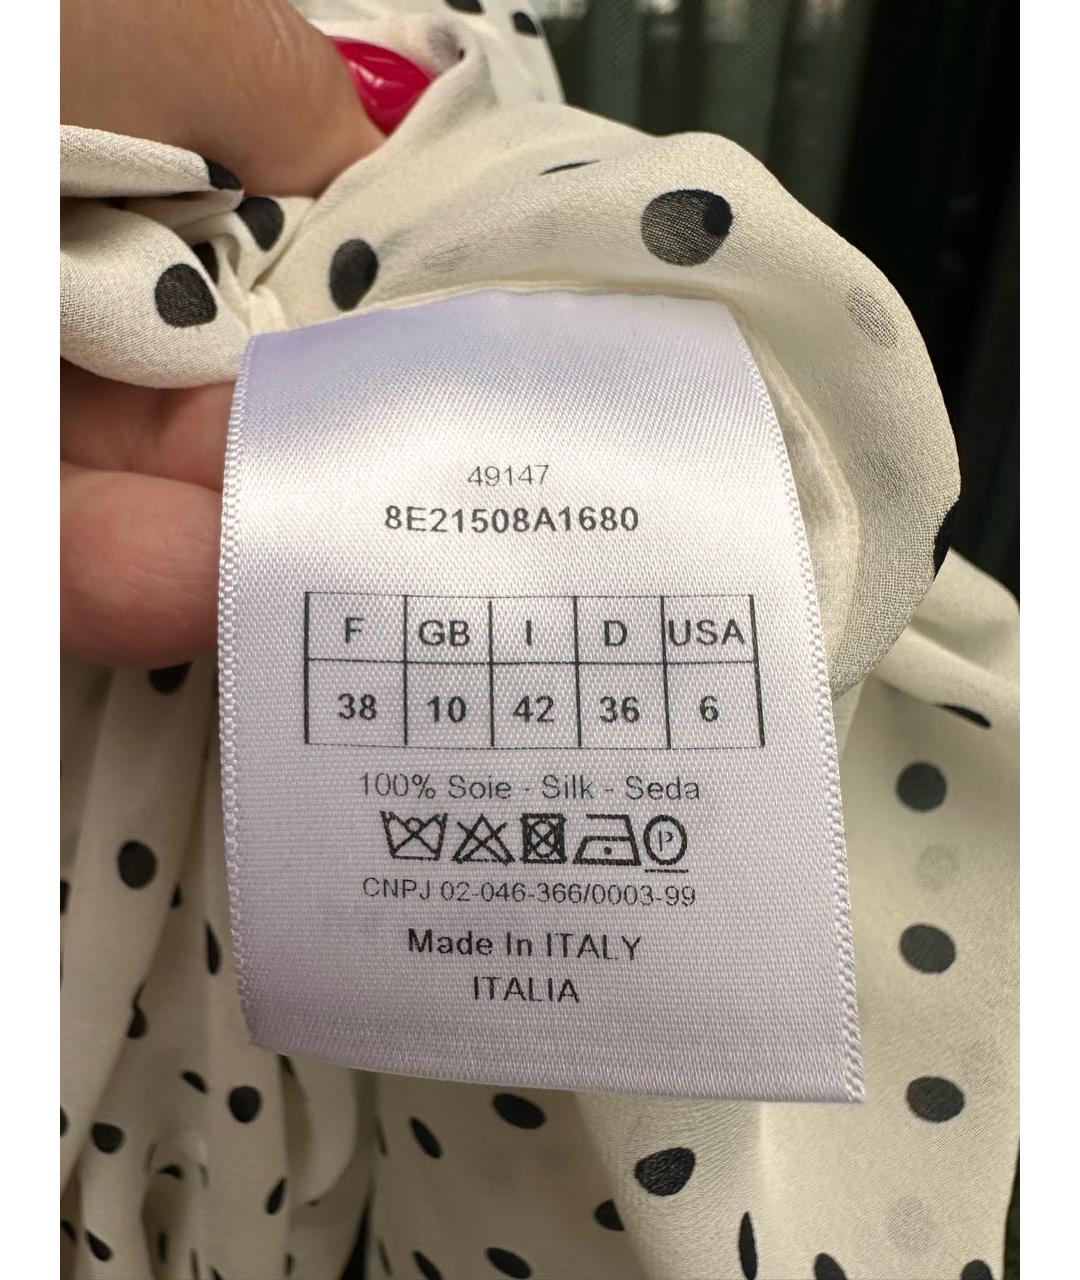 49147
8E21508A1680
F GB I D USA
38 10 42 36 6
100% Soie - Silk - Seda
P
CNPJ 02-046-366/0003-99
Made In ITALY
ITALIA